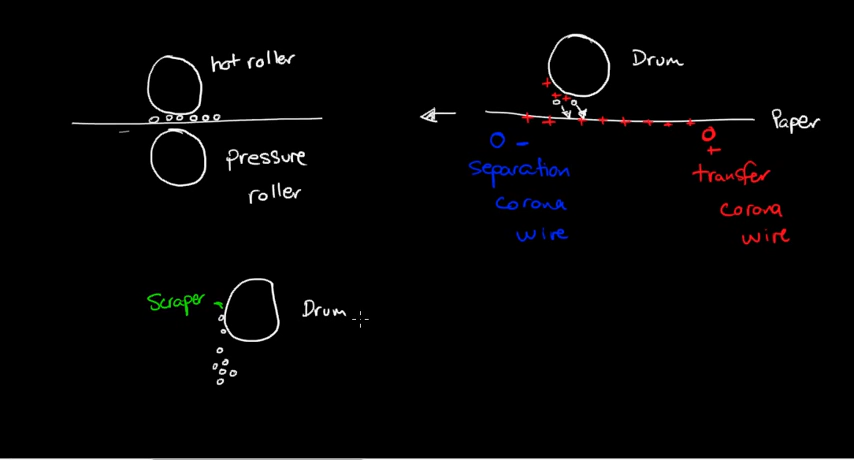 hot roller
pressure
roller
Drum
Paper
Separation
corona
wire
transfer
corona
wire
Scraper
Drum